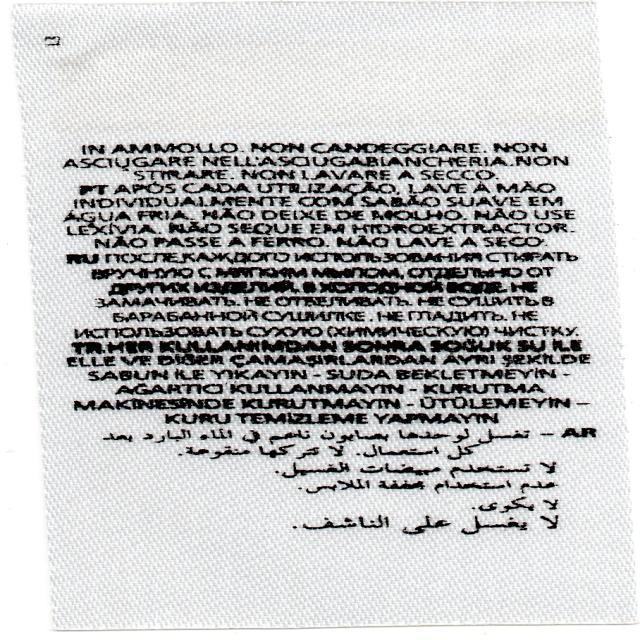 13
IN AMMOLLO. NON CANDEGGIARE. NON
ASCIUGARE NELL'ASCIUGABIANCHERIA.NON
STIRARE. NON LAVARE A SECCO.
PT APÓS CADA UTILIZAÇÃO, LAVE À MÃO
INDIVIDUALMENTE COM SABÃO SUAVE EM
ÁGUA FRIA. NÃO DEIXE DE MOLHO. NÃO USE
LEXÍVIA. NÃO SEQUE EM HIDROEXTRACTOR.
NÃO PASSE A FERRO. NÃO LAVE A SECO.
RU ПОСЛЕ КАЖДОГО ИСПОЛЬЗОВАНИЯ СТИРАТЬ
ВРУЧНУЮ С МЯГКИМ МЫЛОМ, ОТДЕЛЬНО ОТ
ДРУГИХ ИЗДЕЛИЙ, В ХОЛОДНОЙ ВОДЕ. НЕ
ЗАМАЧИВАТЬ. НЕ ОТБЕЛИВАТЬ. НЕ СУШИТЬ В
БАРАБАННОЙ СУШИЛКЕ. НЕ ГЛАДИТЬ. НЕ
ИСПОЛЬЗОВАТЬ СУХУЮ (ХИМИЧЕСКУЮ) ЧИСТКУ.
TR.HER KULLANIMDAN SONRA SOĞUK SU İLE
ELLE VE DİĞER ÇAMAŞIRLARDAN AYRI ŞEKİLDE
SABUN İLE YIKAYIN - SUDA BEKLETMEYİN -
AĞARTICI KULLANMAYIN - KURUTMA
MAKİNESİNDE KURUTMAYIN - ÜTÜLEMEYİN –
KURU TEMİZLEME YAPMAYIN
AR – تغسل لوحدها بصابون ناعم في الماء البارد بعد
كل استعمال. لا تتركها منقوعة.
لا تستخدم مبيضات الغسيل.
عدم استخدام مجففة الملابس.
لا يكوى.
لا يغسل على الناشف.